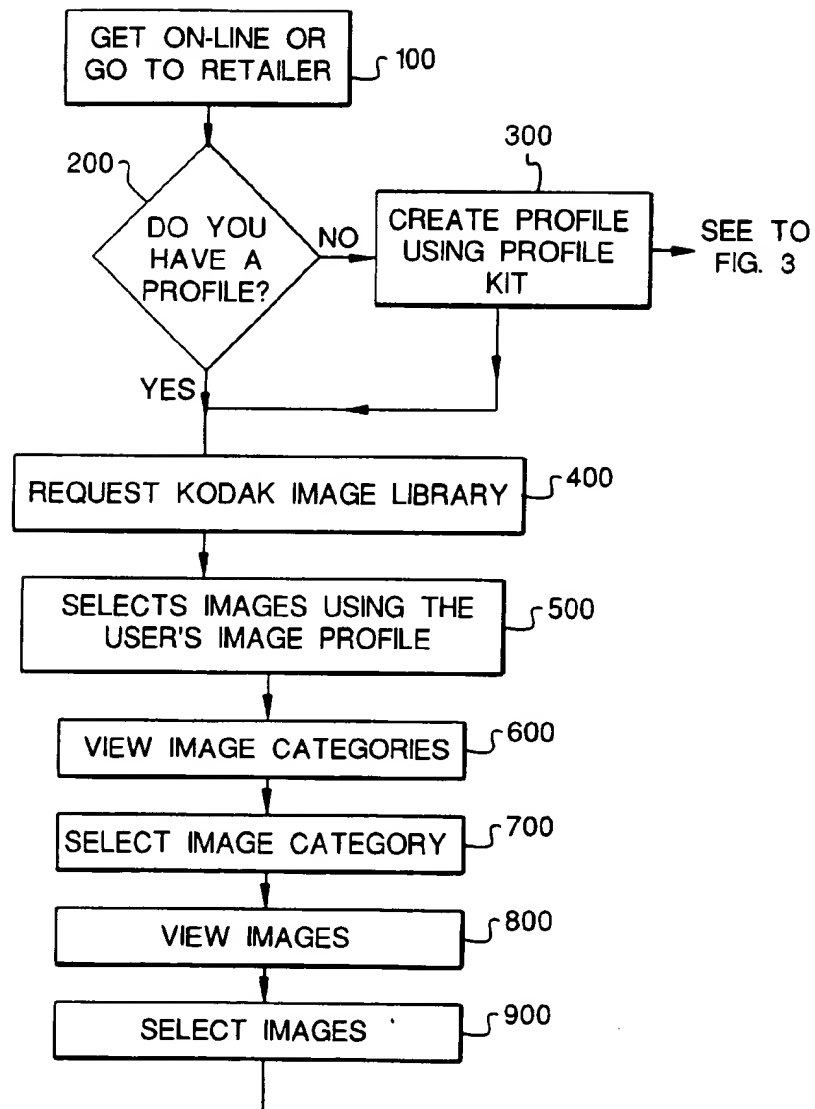 GET ON-LINE OR
GO TO RETAILER
100
200
DO YOU
HAVE A
PROFILE?
NO
YES
300
CREATE PROFILE
USING PROFILE
KIT
SEE TO
FIG. 3
REQUEST KODAK IMAGE LIBRARY
400
SELECTS IMAGES USING THE
USER'S IMAGE PROFILE
500
VIEW IMAGE CATEGORIES
600
SELECT IMAGE CATEGORY
700
VIEW IMAGES
800
SELECT IMAGES
900